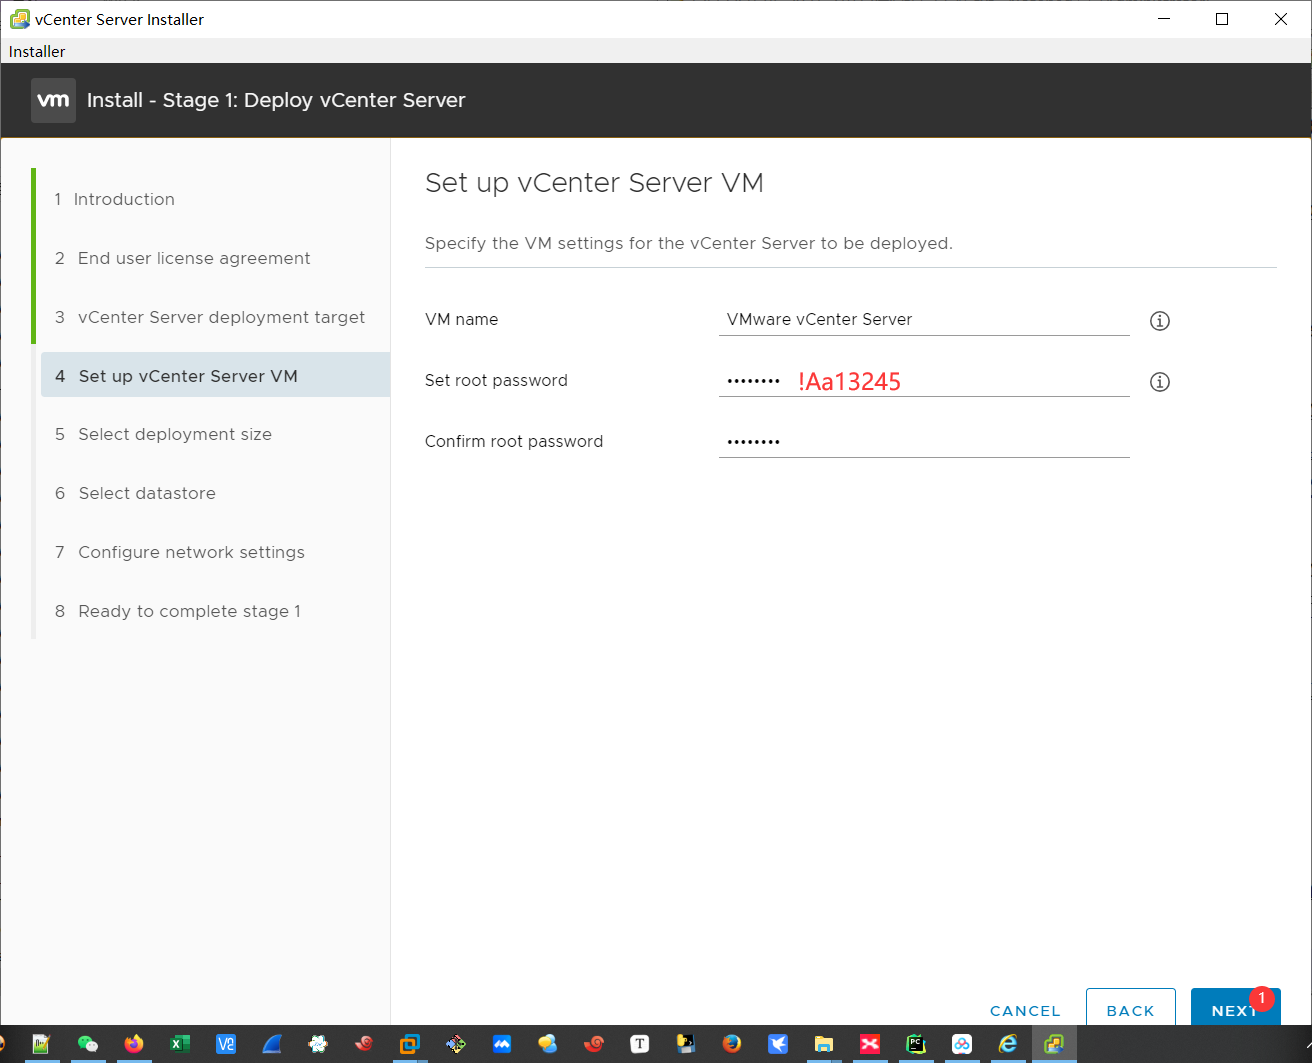 vCenter Server Installer
Installer
vm Install - Stage 1: Deploy vCenter Server
1 Introduction
2 End user license agreement
3 vCenter Server deployment target
4 Set up vCenter Server VM
5 Select deployment size
6 Select datastore
7 Configure network settings
8 Ready to complete stage 1
Set up vCenter Server VM
Specify the VM settings for the vCenter Server to be deployed.
VM name VMware vCenter Server
Set root password •••••••• !Aa13245
Confirm root password ••••••••
CANCEL BACK NEXT 1